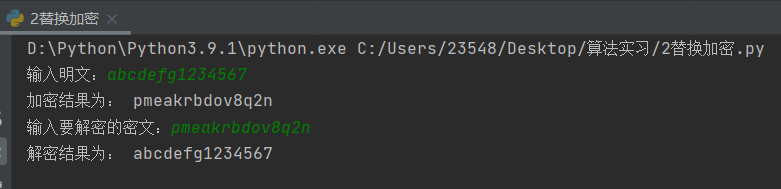 2替换加密
D:\Python\Python3.9.1\python.exe C:/Users/23548/Desktop/算法实习/2替换加密.py
输入明文：abcdefg1234567
加密结果为： pmeakrbdov8q2n
输入要解密的密文：pmeakrbdov8q2n
解密结果为： abcdefg1234567